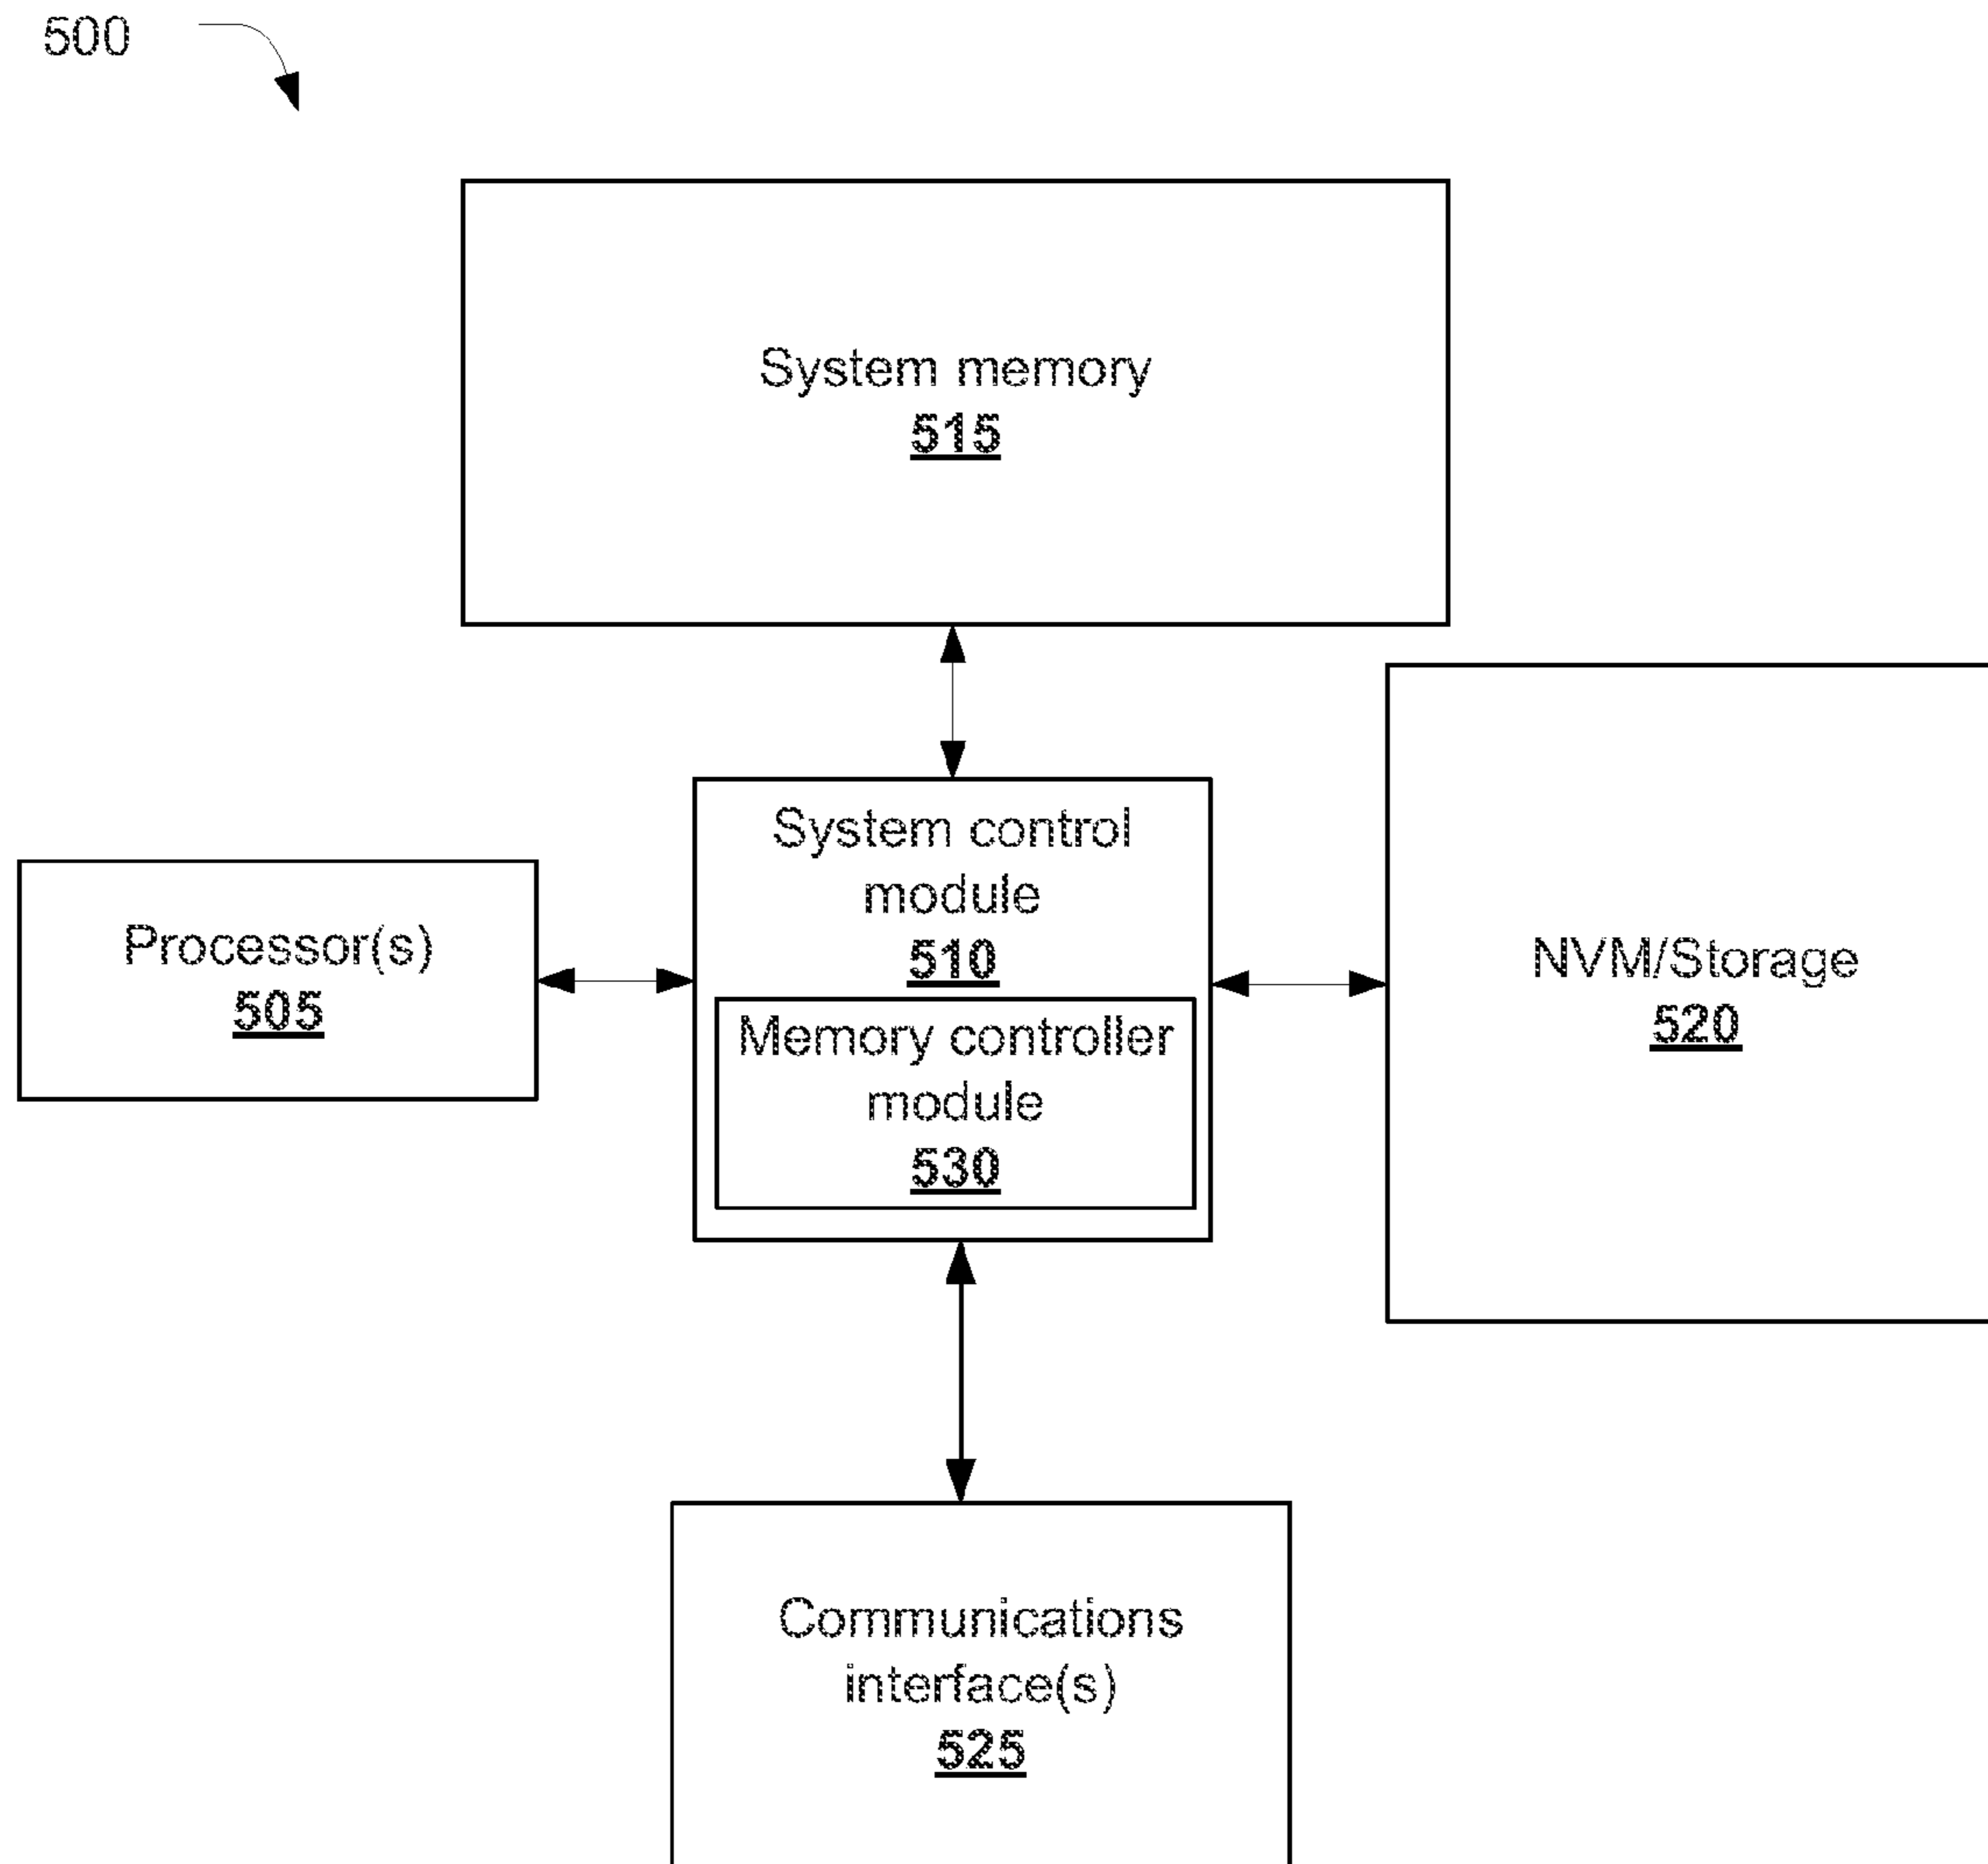 500
System memory
515
System control
module
510
Processor(s)
505
Memory controller
module
530
NVM/Storage
520
Communications
interface(s)
525